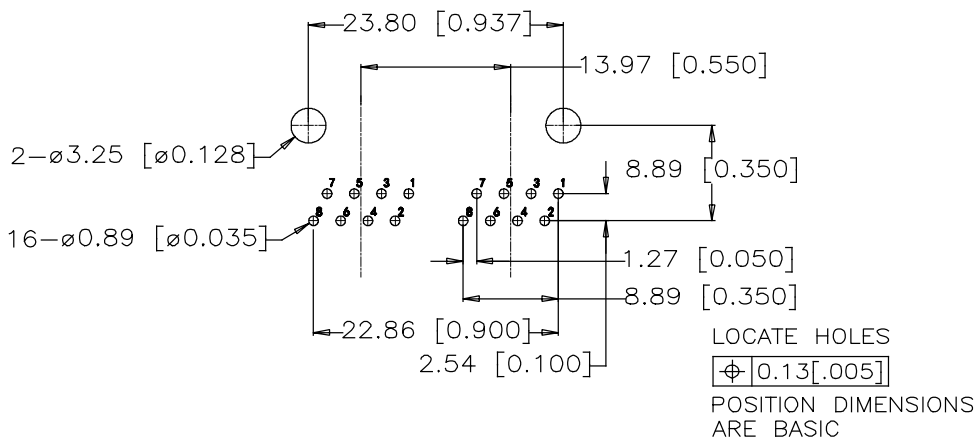 23.80 [0.937]
13.97 [0.550]
2-ø3.25 [ø0.128]
8.89 [0.350]
7 5 3 1 7 5 3 1
8 6 4 2 8 6 4 2
16-ø0.89 [ø0.035]
1.27 [0.050]
8.89 [0.350]
22.86 [0.900]
2.54 [0.100]
LOCATE HOLES
⌖ 0.13[.005]
POSITION DIMENSIONS
ARE BASIC